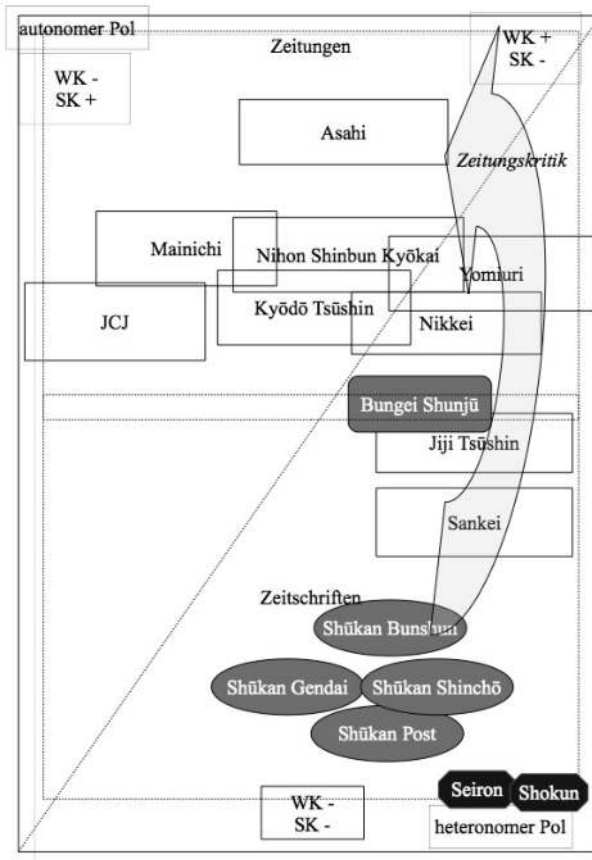 autonomer Pol
Zeitungen
WK +
SK -
WK -
SK +
Asahi
Zeitungskritik
Mainichi
Nihon Shinbun Kyōkai
Yomiuri
JCJ
Kyōdō Tsūshin
Nikkei
Bungei Shunjū
Jiji Tsūshin
Sankei
Zeitschriften
Shūkan Bunshun
Shūkan Gendai
Shūkan Shinchō
Shūkan Post
WK -
SK -
Seiron
Shokun
heteronomer Pol